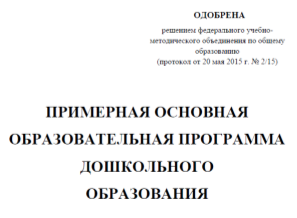 ОДОБРЕНА
решением федерального учебно-
методического объединения по общему
образованию
(протокол от 20 мая 2015 г. № 2/15)
ПРИМЕРНАЯ ОСНОВНАЯ
ОБРАЗОВАТЕЛЬНАЯ ПРОГРАММА
ДОШКОЛЬНОГО
ОБРАЗОВАНИЯ